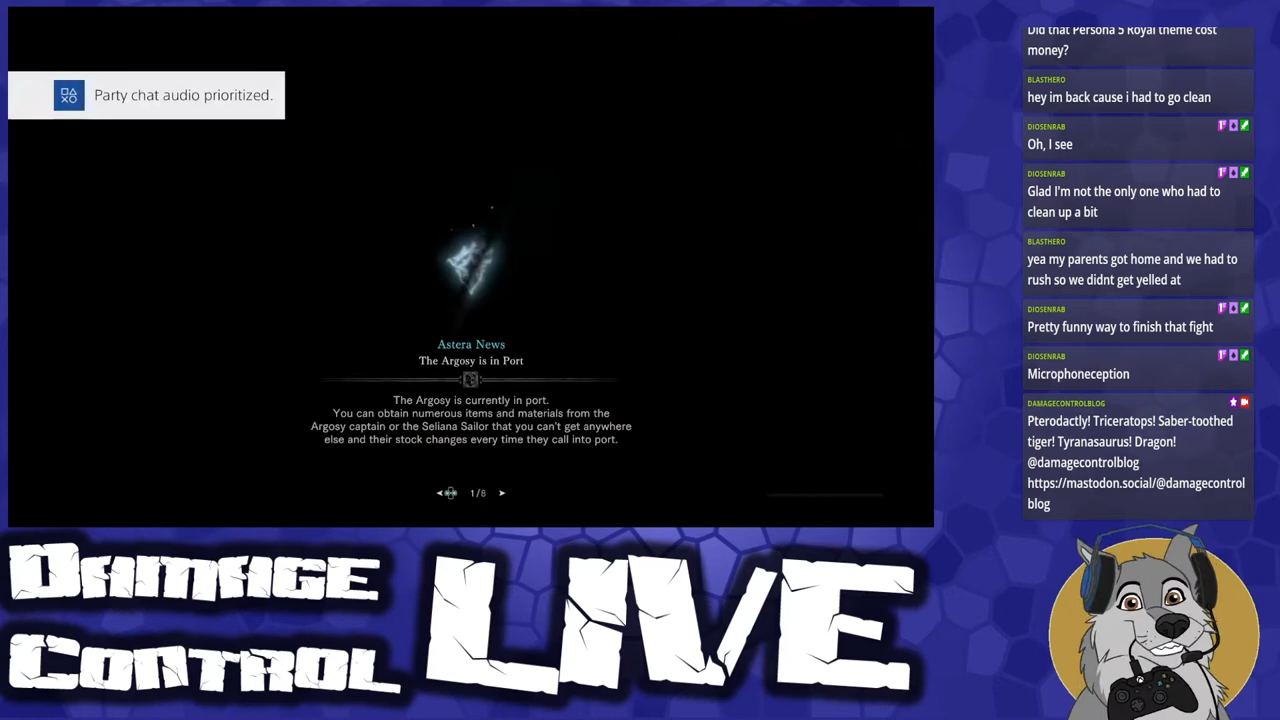 Party chat audio prioritized.
Astera News
The Argosy is in Port
The Argosy is currently in port.
You can obtain numerous items and materials from the
Argosy captain or the Seliana Sailor that you can't get anywhere
else and their stock changes every time they call into port.
1/8
Did that Persona 5 Royal theme cost
money?
BLASTHERO
hey im back cause i had to go clean
DIOSENRAB
Oh, I see
DIOSENRAB
Glad I'm not the only one who had to
clean up a bit
BLASTHERO
yea my parents got home and we had to
rush so we didnt get yelled at
DIOSENRAB
Pretty funny way to finish that fight
DIOSENRAB
Microphoneception
DAMAGECONTROLBLOG
Pterodactly! Triceratops! Saber-toothed
tiger! Tyranasaurus! Dragon!
@damagecontrolblog
https://mastodon.social/@damagecontrol
blog
DAMAGE
CONTROL
LIVE